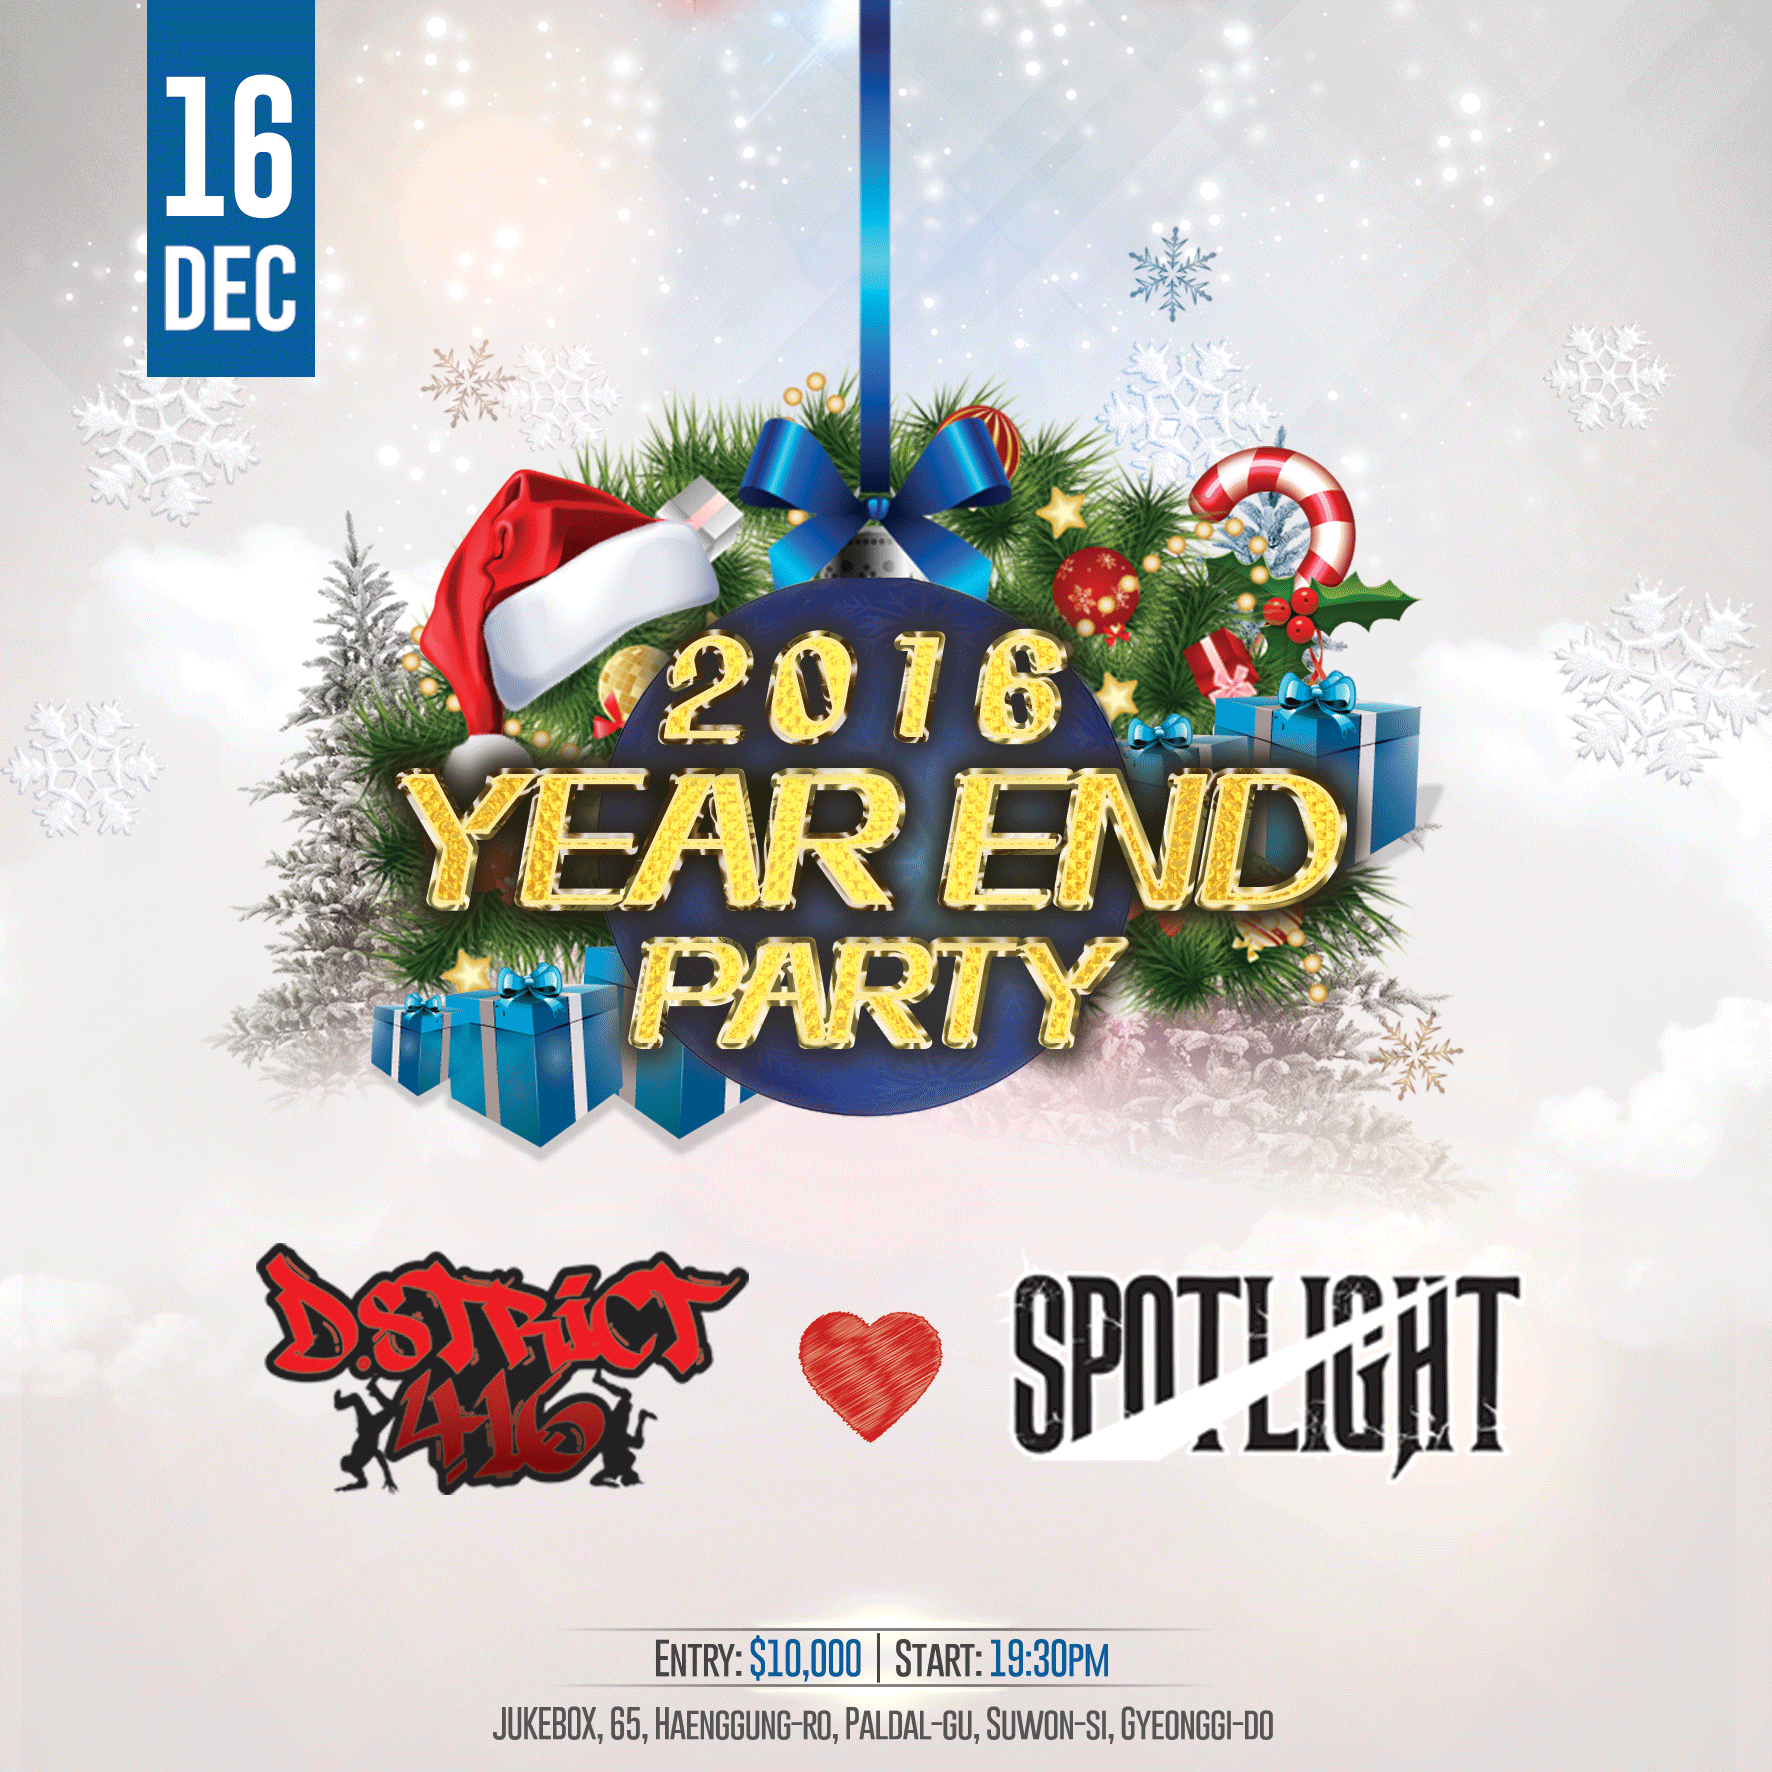 16
DEC
2016
YEAR END
PARTY
D.STRiCT
416
SPOTLIGHT
ENTRY: $10,000 | START: 19:30PM
JUKEBOX, 65, HAENGGUNG-RO, PALDAL-GU, SUWON-SI, GYEONGGI-DO